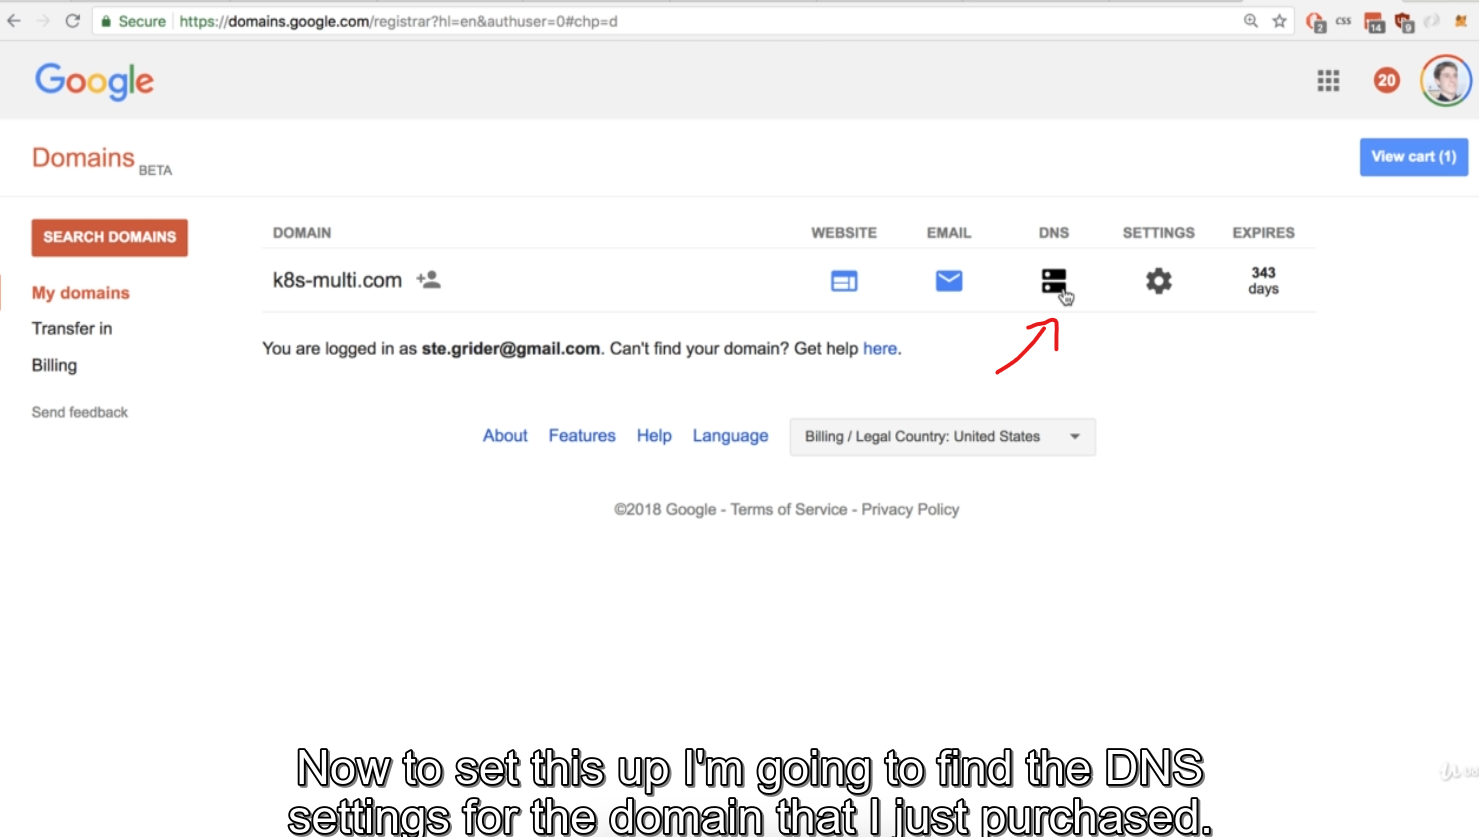 Secure https://domains.google.com/registrar?hl=en&authuser=0#chp=d
2 CSS 14 9
Google
20
Domains BETA
View cart (1)
SEARCH DOMAINS
DOMAIN WEBSITE EMAIL DNS SETTINGS EXPIRES
k8s-multi.com 343 days
My domains
Transfer in
Billing
Send feedback
You are logged in as ste.grider@gmail.com. Can't find your domain? Get help here.
About Features Help Language Billing / Legal Country: United States
©2018 Google - Terms of Service - Privacy Policy
Now to set this up I'm going to find the DNS
settings for the domain that I just purchased.